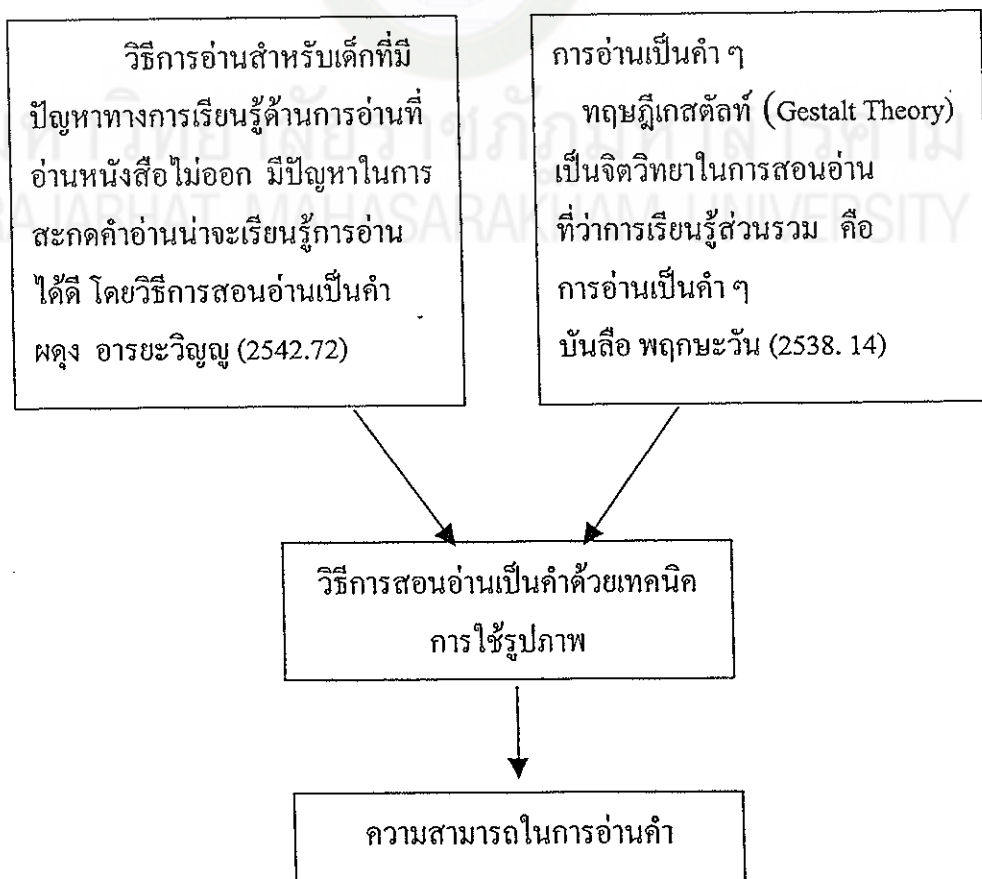 วิธีการอ่านสำหรับเด็กที่มี
ปัญหาทางการเรียนรู้ด้านการอ่านที่
อ่านหนังสือไม่ออก มีปัญหาในการ
สะกดคำอ่านน่าจะเรียนรู้การอ่าน
ได้ดี โดยวิธีการสอนอ่านเป็นคำ
ผดุง อารยะวิญญู (2542.72)
การอ่านเป็นคำ ๆ
ทฤษฎีเกสตัลท์ (Gestalt Theory)
เป็นจิตวิทยาในการสอนอ่าน
ที่ว่าการเรียนรู้ส่วนรวม คือ
การอ่านเป็นคำ ๆ
บันลือ พฤกษะวัน (2538. 14)
RAJABHAT MAHASARAKHAM UNIVERSITY
วิธีการสอนอ่านเป็นคำด้วยเทคนิค
การใช้รูปภาพ
ความสามารถในการอ่านคำ